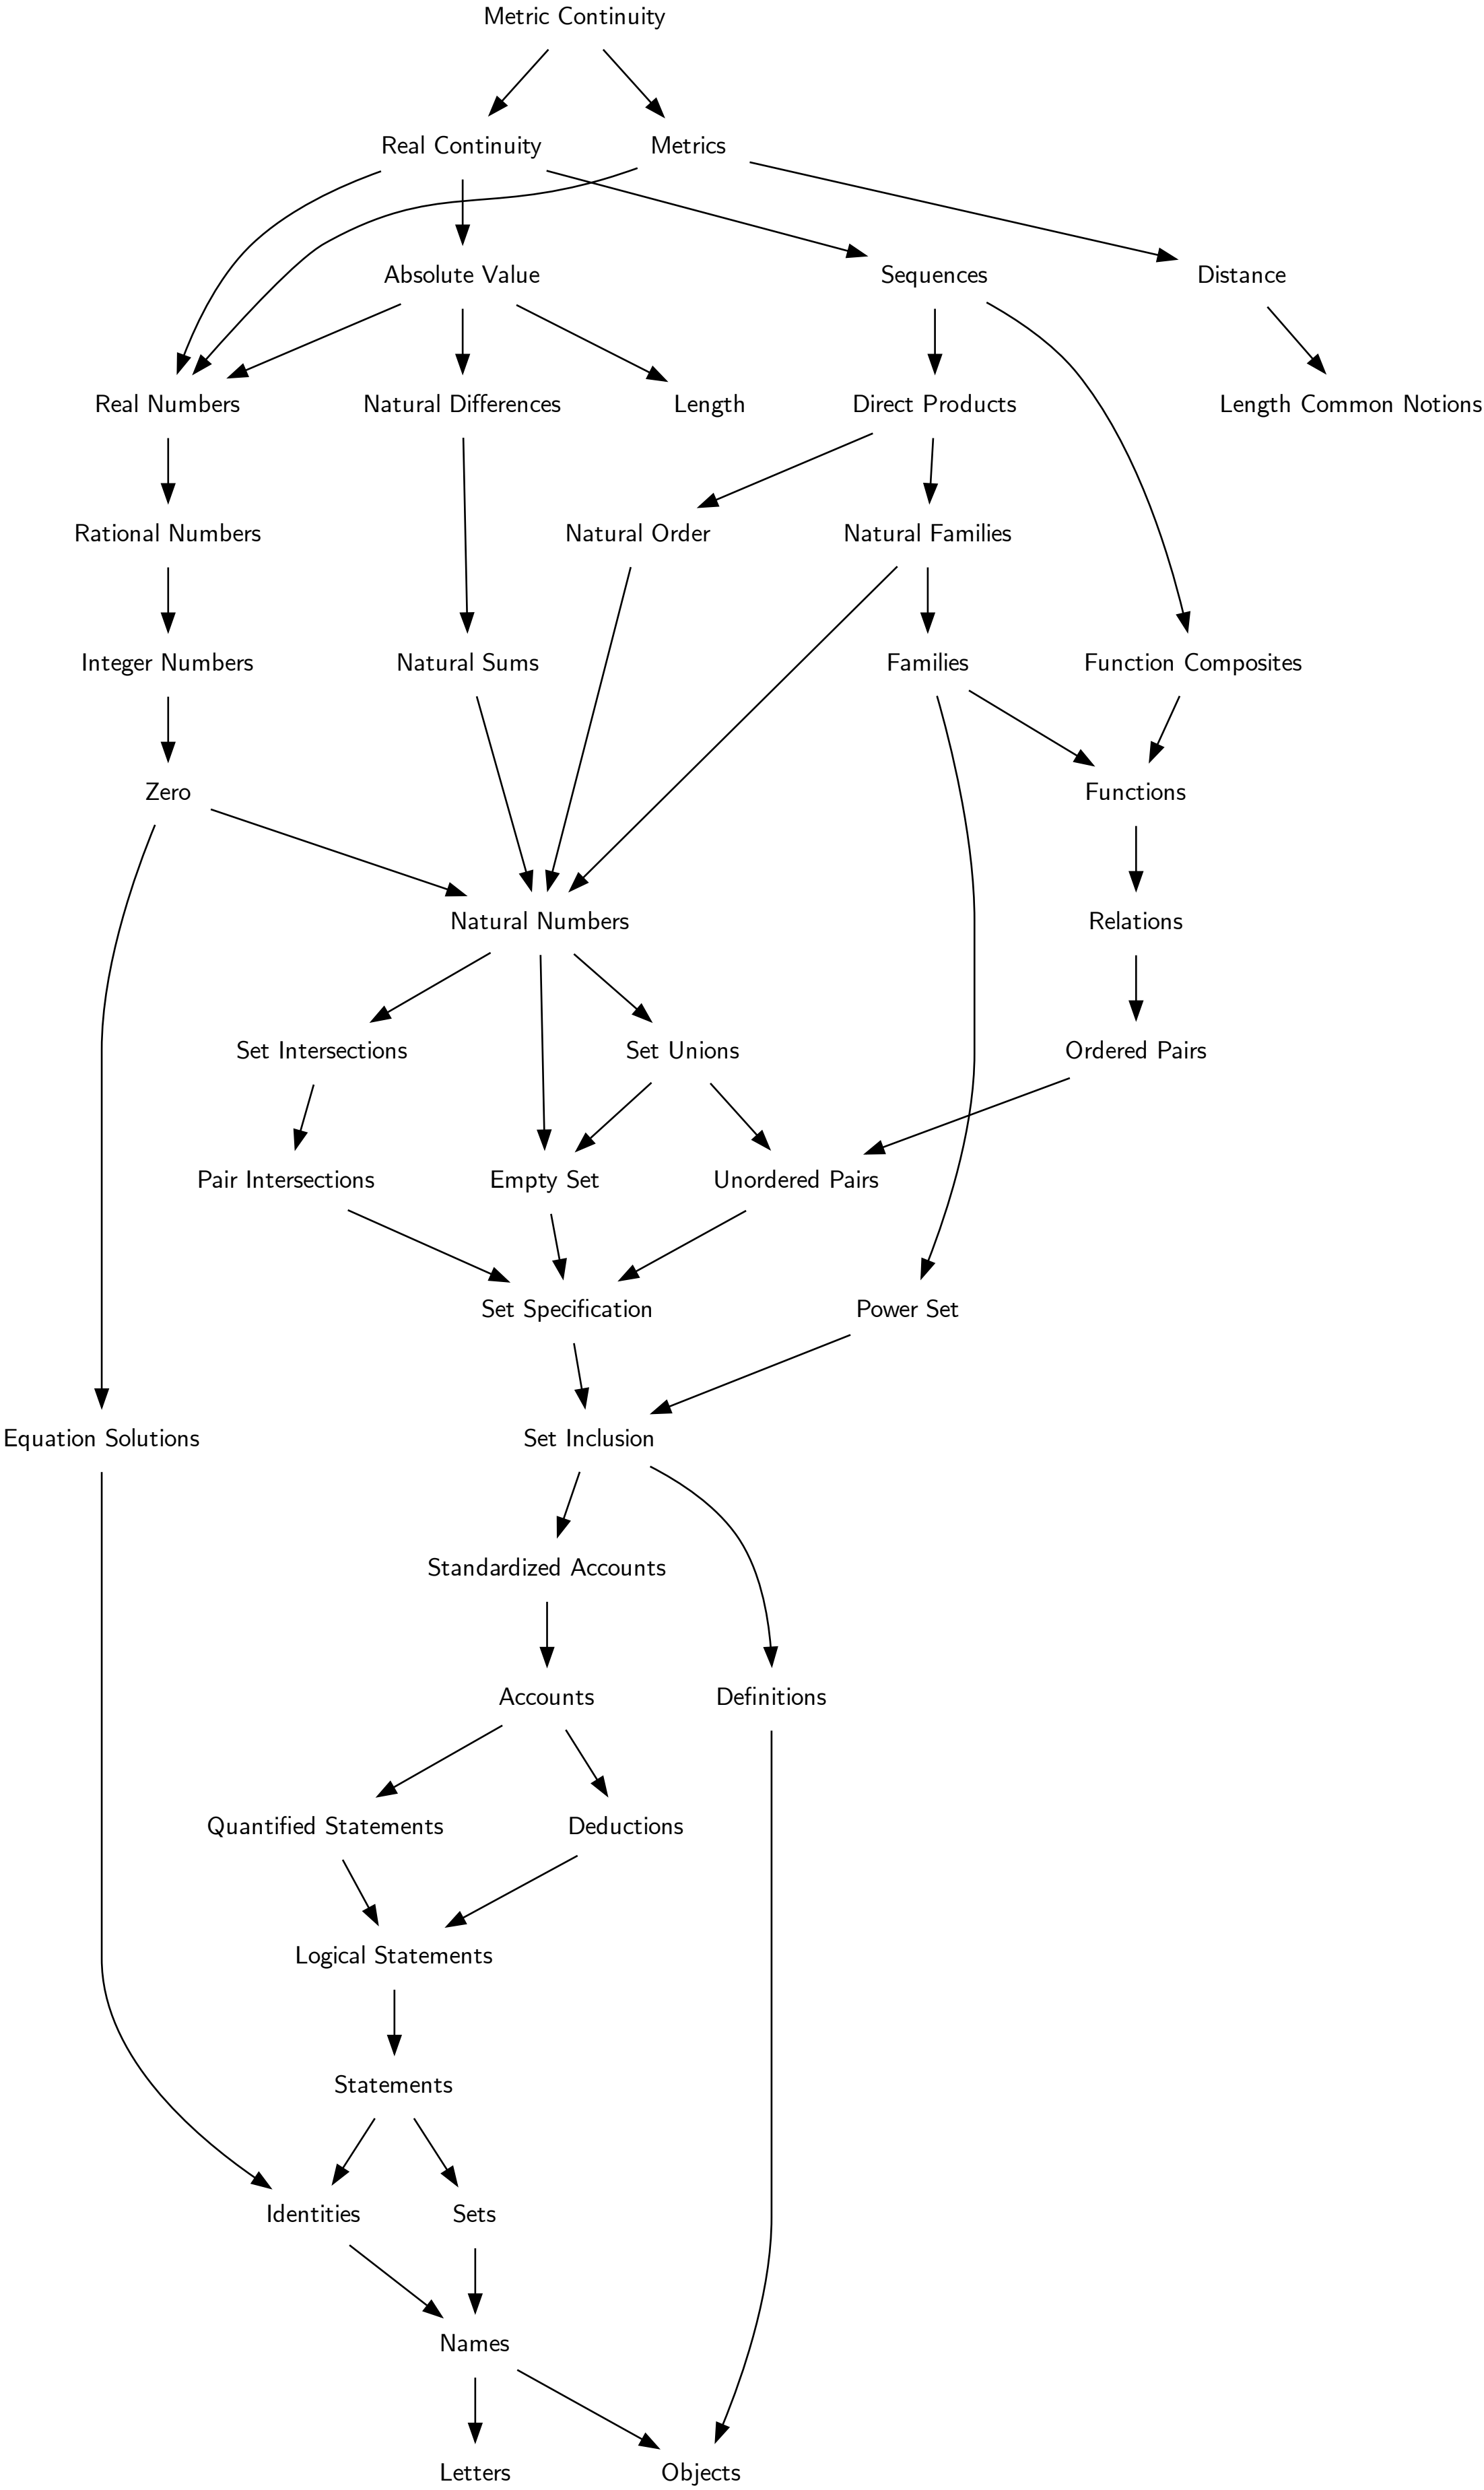 Metric Continuity
Real Continuity
Metrics
Absolute Value
Sequences
Distance
Real Numbers
Natural Differences
Length
Direct Products
Length Common Notions
Rational Numbers
Natural Order
Natural Families
Integer Numbers
Natural Sums
Families
Function Composites
Zero
Functions
Natural Numbers
Relations
Set Intersections
Set Unions
Ordered Pairs
Pair Intersections
Empty Set
Unordered Pairs
Set Specification
Power Set
Equation Solutions
Set Inclusion
Standardized Accounts
Accounts
Definitions
Quantified Statements
Deductions
Logical Statements
Statements
Identities
Sets
Names
Letters
Objects